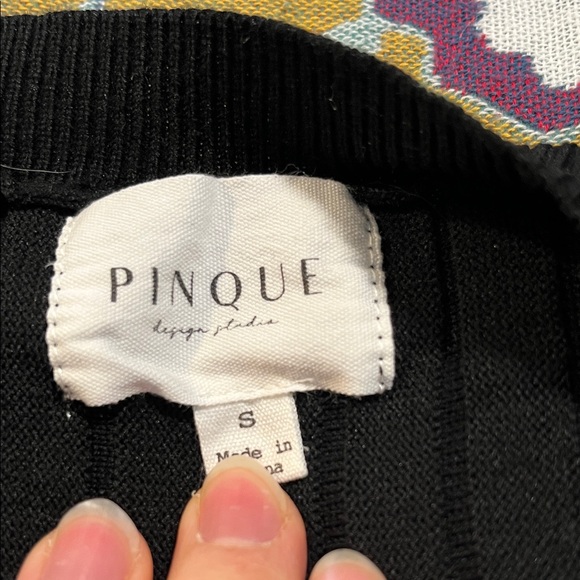 PINQUE
design studio
S
Made in